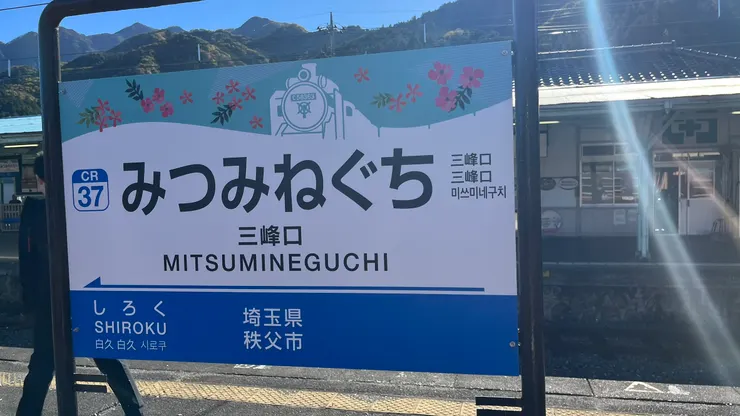 CR
37
みつみねぐち
三峰口
三峰口
미쓰미네구치
三峰口
MITSUMINEGUCHI
しろく
SHIROKU
白久 白久 시로구
埼玉県
秩父市